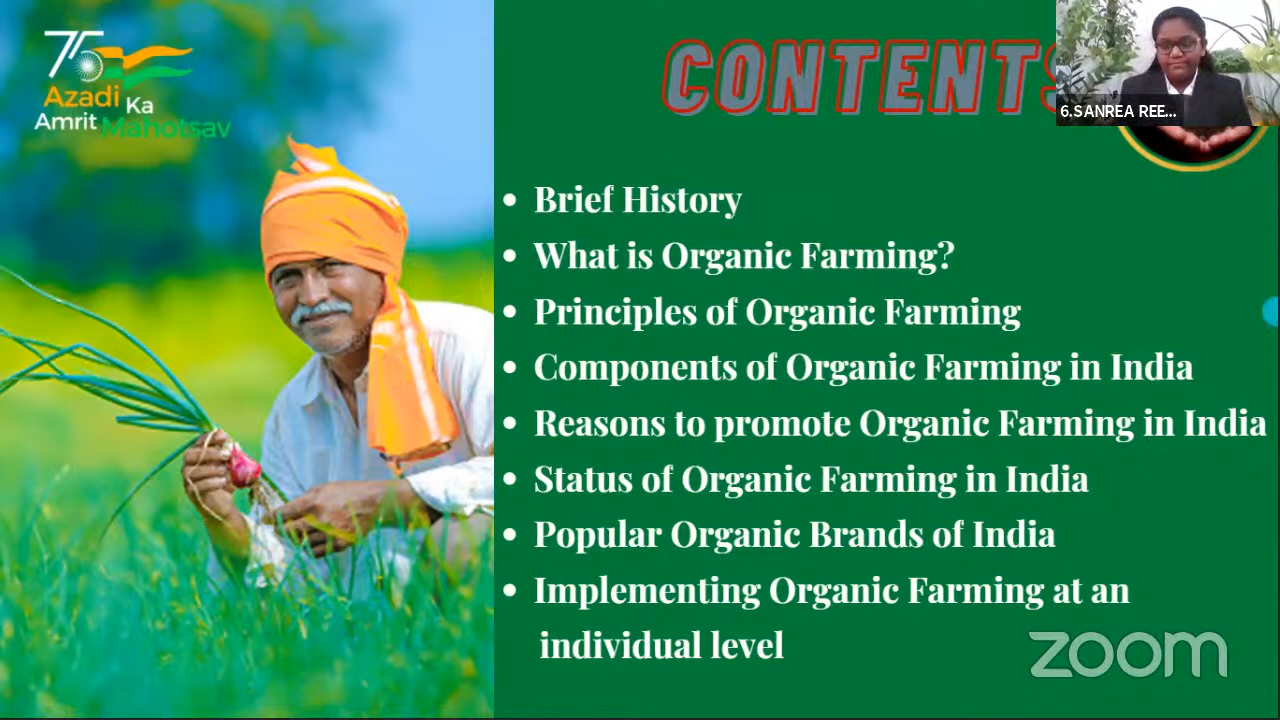 75
Azadi Ka
Amrit Mahotsav
CONTENTS
6.SANREA REE...
• Brief History
• What is Organic Farming?
• Principles of Organic Farming
• Components of Organic Farming in India
• Reasons to promote Organic Farming in India
• Status of Organic Farming in India
• Popular Organic Brands of India
• Implementing Organic Farming at an
individual level
zoom